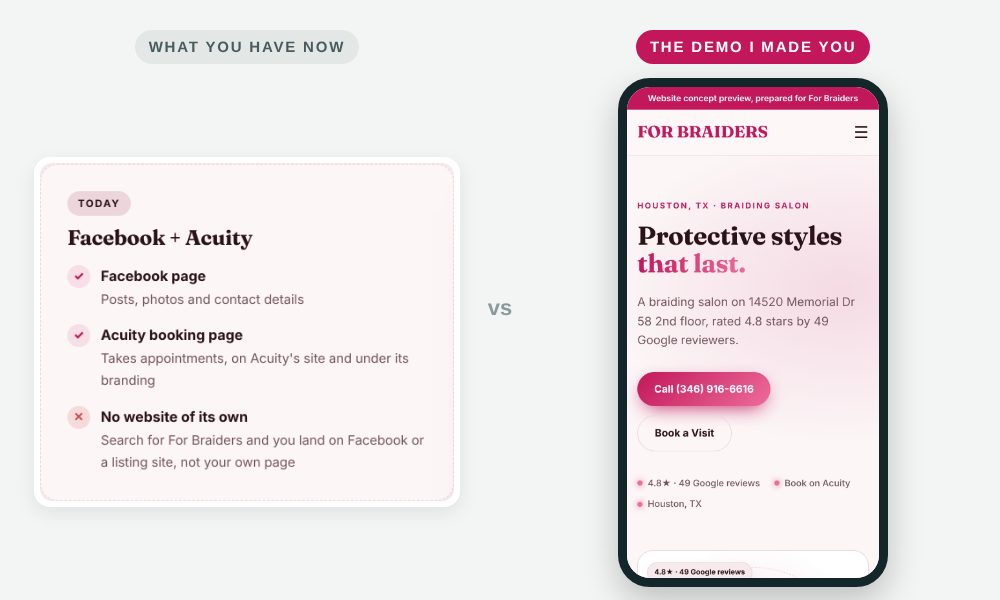 WHAT YOU HAVE NOW
TODAY
Facebook + Acuity
Facebook page
Posts, photos and contact details
Acuity booking page
Takes appointments, on Acuity's site and under its
branding
No website of its own
Search for For Braiders and you land on Facebook or
a listing site, not your own page
vs
THE DEMO I MADE YOU
Website concept preview, prepared for For Braiders
FOR BRAIDERS
HOUSTON, TX · BRAIDING SALON
Protective styles
that last.
A braiding salon on 14520 Memorial Dr
58 2nd floor, rated 4.8 stars by 49
Google reviewers.
Call (346) 916-6616
Book a Visit
4.8★ · 49 Google reviews
Book on Acuity
Houston, TX
4.8★ · 49 Google reviews